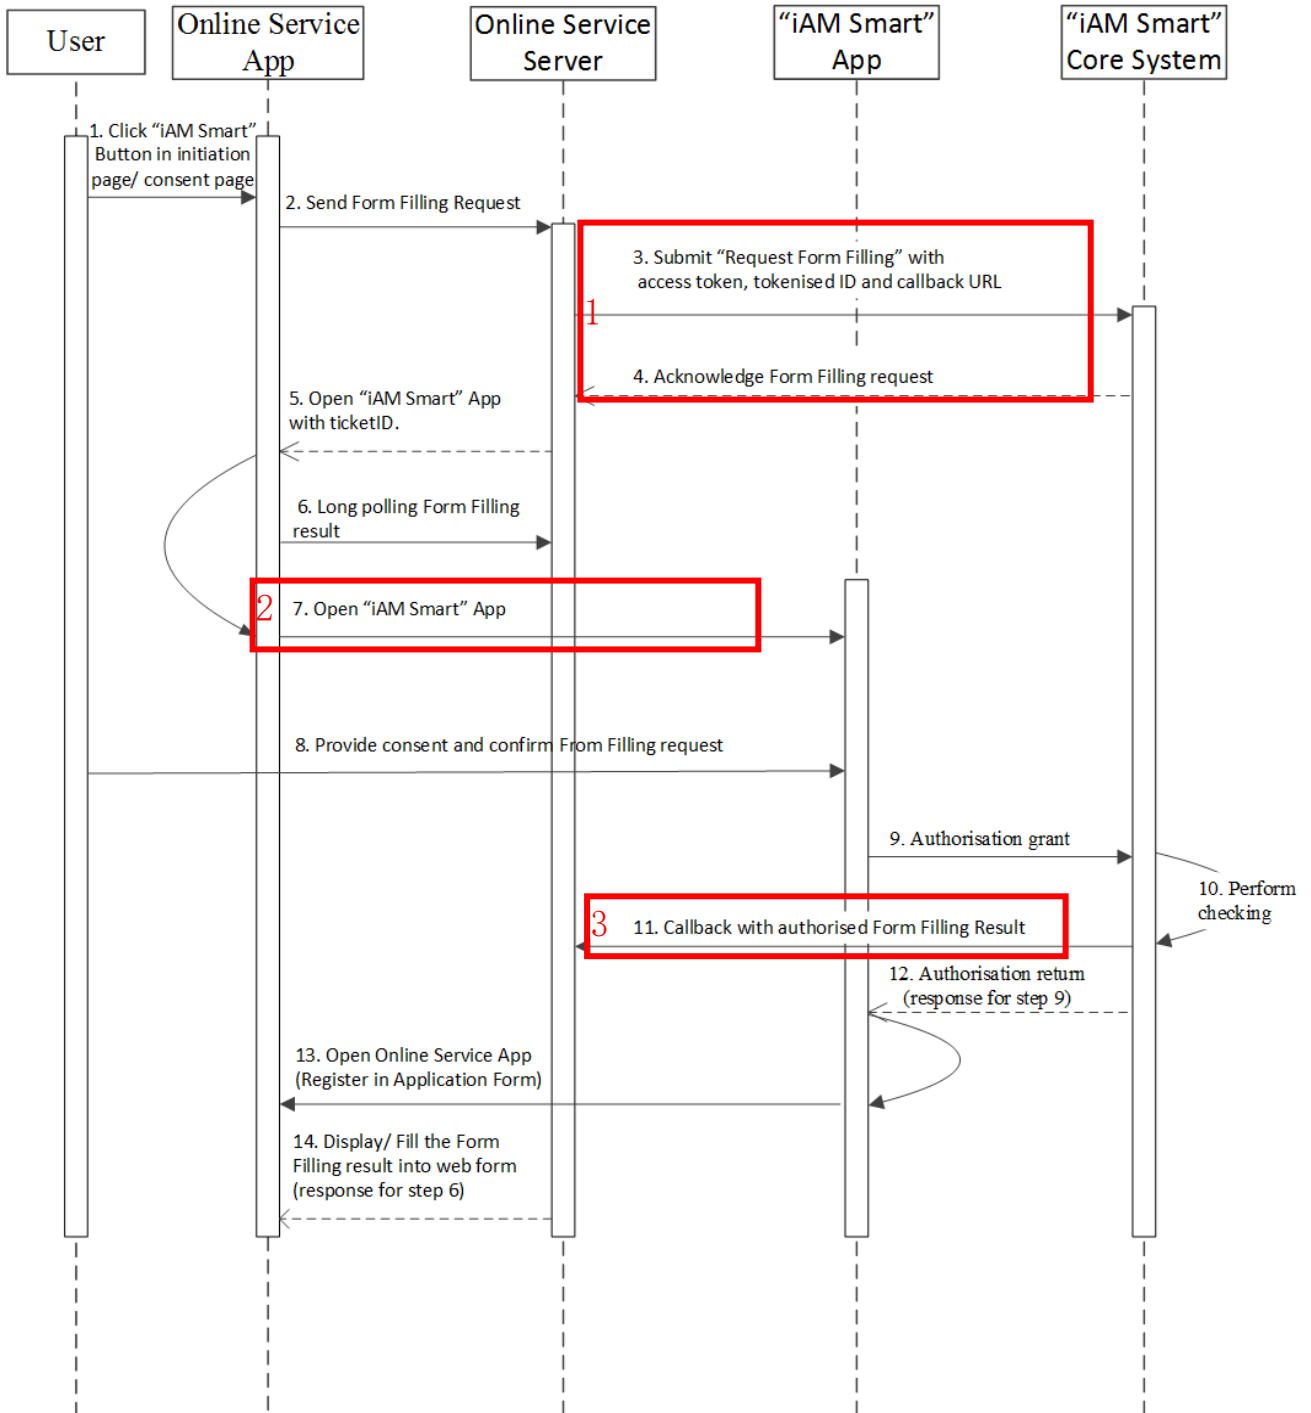 User
Online Service
App
Online Service
Server
“iAM Smart”
App
“iAM Smart”
Core System
1. Click “iAM Smart”
Button in initiation
page/ consent page
2. Send Form Filling Request
3. Submit “Request Form Filling” with
access token, tokenised ID and callback URL
1
4. Acknowledge Form Filling request
5. Open “iAM Smart” App
with ticketID.
6. Long polling Form Filling
result
2
7. Open “iAM Smart” App
8. Provide consent and confirm From Filling request
9. Authorisation grant
10. Perform
checking
3
11. Callback with authorised Form Filling Result
12. Authorisation return
(response for step 9)
13. Open Online Service App
(Register in Application Form)
14. Display/ Fill the Form
Filling result into web form
(response for step 6)